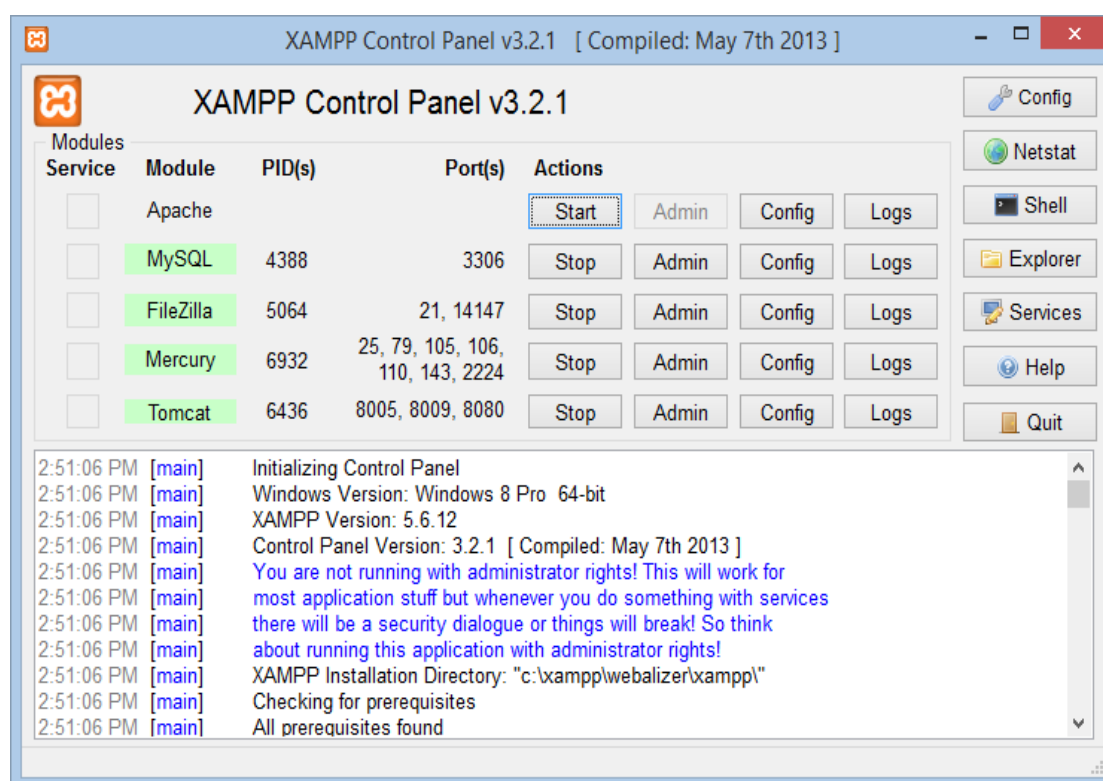 XAMPP Control Panel v3.2.1 [ Compiled: May 7th 2013 ]
XAMPP Control Panel v3.2.1
Config
Modules
Netstat
Service Module PID(s) Port(s) Actions
Apache Start Admin Config Logs
Shell
MySQL 4388 3306 Stop Admin Config Logs
Explorer
FileZilla 5064 21, 14147 Stop Admin Config Logs
Services
Mercury 6932 25, 79, 105, 106,
110, 143, 2224 Stop Admin Config Logs
Help
Tomcat 6436 8005, 8009, 8080 Stop Admin Config Logs
Quit
2:51:06 PM [main] Initializing Control Panel
2:51:06 PM [main] Windows Version: Windows 8 Pro 64-bit
2:51:06 PM [main] XAMPP Version: 5.6.12
2:51:06 PM [main] Control Panel Version: 3.2.1 [ Compiled: May 7th 2013 ]
2:51:06 PM [main] You are not running with administrator rights! This will work for
2:51:06 PM [main] most application stuff but whenever you do something with services
2:51:06 PM [main] there will be a security dialogue or things will break! So think
2:51:06 PM [main] about running this application with administrator rights!
2:51:06 PM [main] XAMPP Installation Directory: "c:\xampp\webalizer\xampp\"
2:51:06 PM [main] Checking for prerequisites
2:51:06 PM [main] All prerequisites found